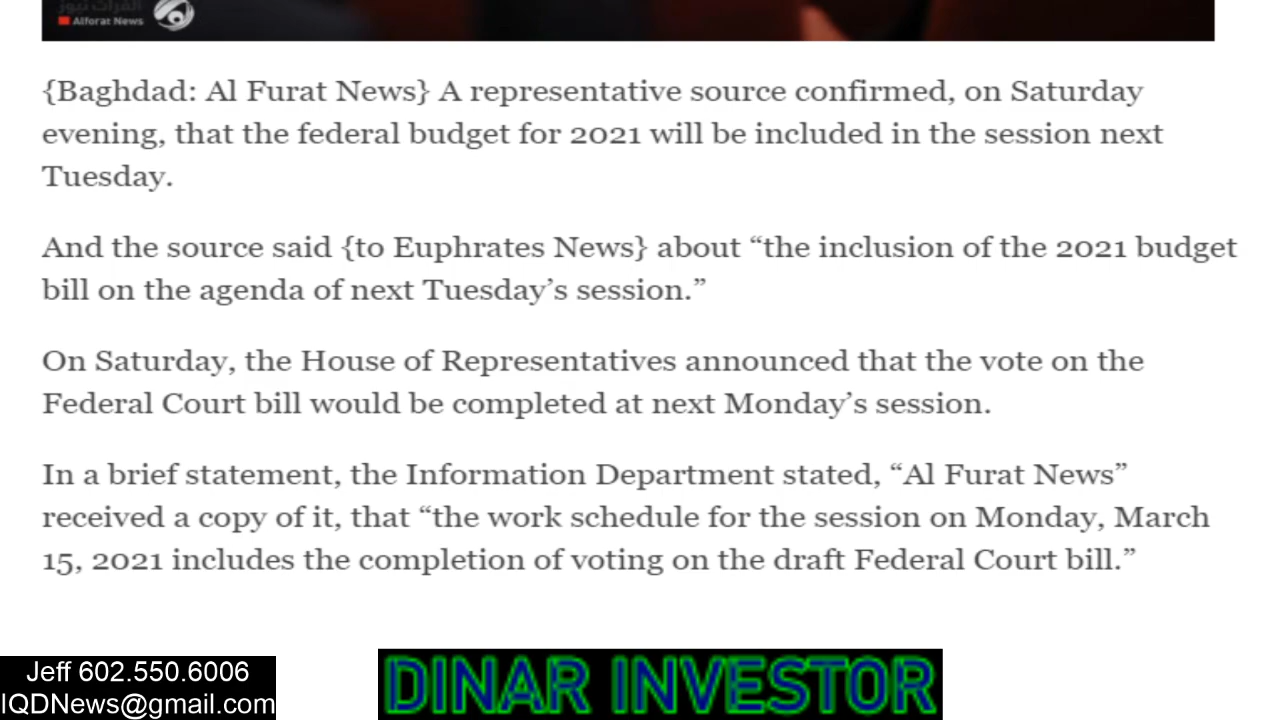 الفرات نيوز
Alforat News
{Baghdad: Al Furat News} A representative source confirmed, on Saturday
evening, that the federal budget for 2021 will be included in the session next
Tuesday.
And the source said {to Euphrates News} about “the inclusion of the 2021 budget
bill on the agenda of next Tuesday’s session.”
On Saturday, the House of Representatives announced that the vote on the
Federal Court bill would be completed at next Monday’s session.
In a brief statement, the Information Department stated, “Al Furat News”
received a copy of it, that “the work schedule for the session on Monday, March
15, 2021 includes the completion of voting on the draft Federal Court bill.”
Jeff 602.550.6006
IQDNews@gmail.com
DINAR INVESTOR